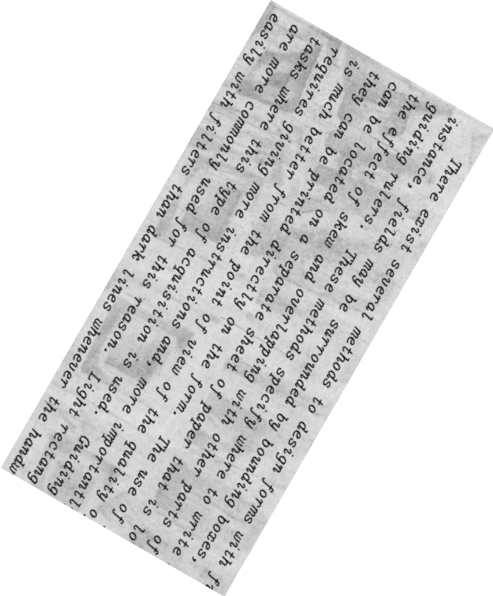 There exist several methods to design forms with fi
instance, fields may be surrounded by bounding boxes,
guiding rulers. These methods specify where to write,
the effect of skew and overlapping with other parts of
can be located on a separate sheet of paper that is lo
they can be printed directly on the form. The use of
is much better from the point of view of the quality of
requires giving more instructions and more importantl
tasks where this type of acquisition is used. Guiding
are more commonly used for this reason. Light rectang
easily with filters than dark lines whenever the handw